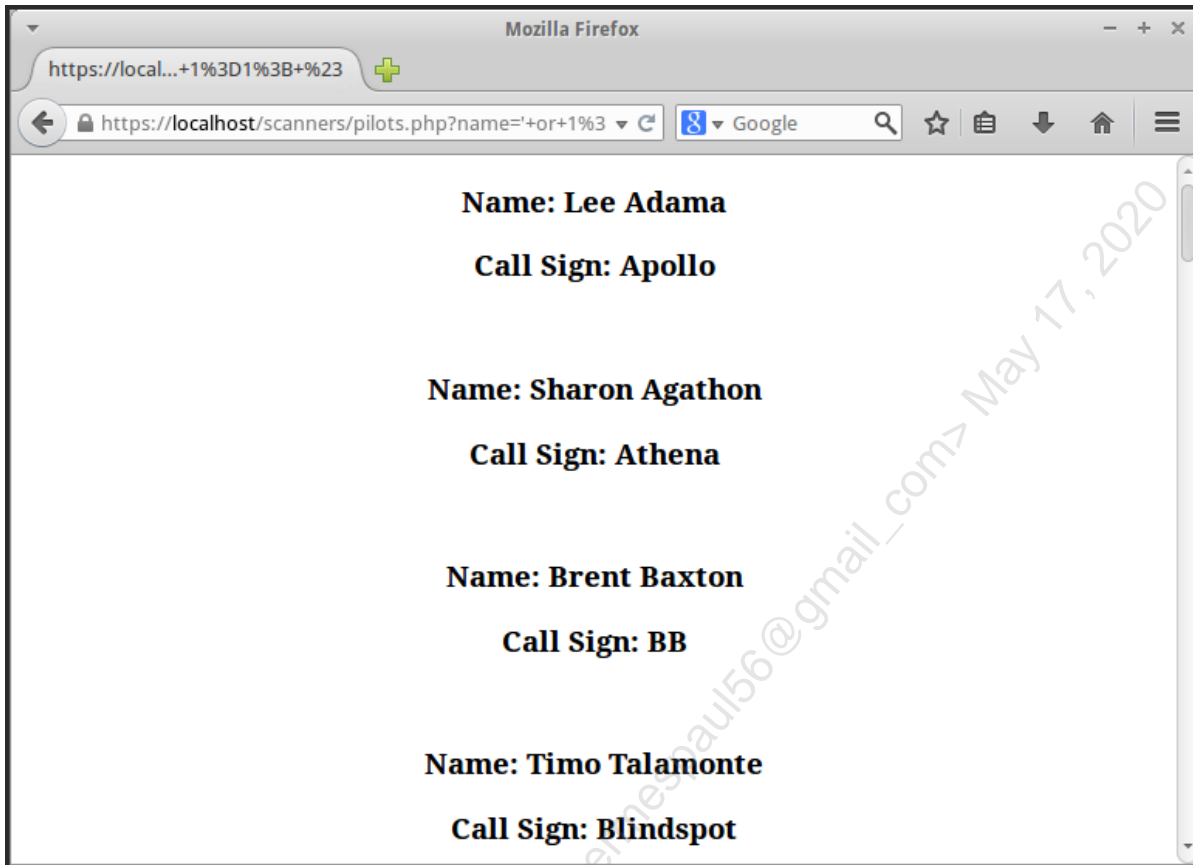 Mozilla Firefox
https://local...+1%3D1%3B+%23
https://localhost/scanners/pilots.php?name='+or+1%3
Google
Name: Lee Adama
Call Sign: Apollo
Name: Sharon Agathon
Call Sign: Athena
Name: Brent Baxton
Call Sign: BB
Name: Timo Talamonte
Call Sign: Blindspot
emespaul56@gmail_com> May 17, 2020